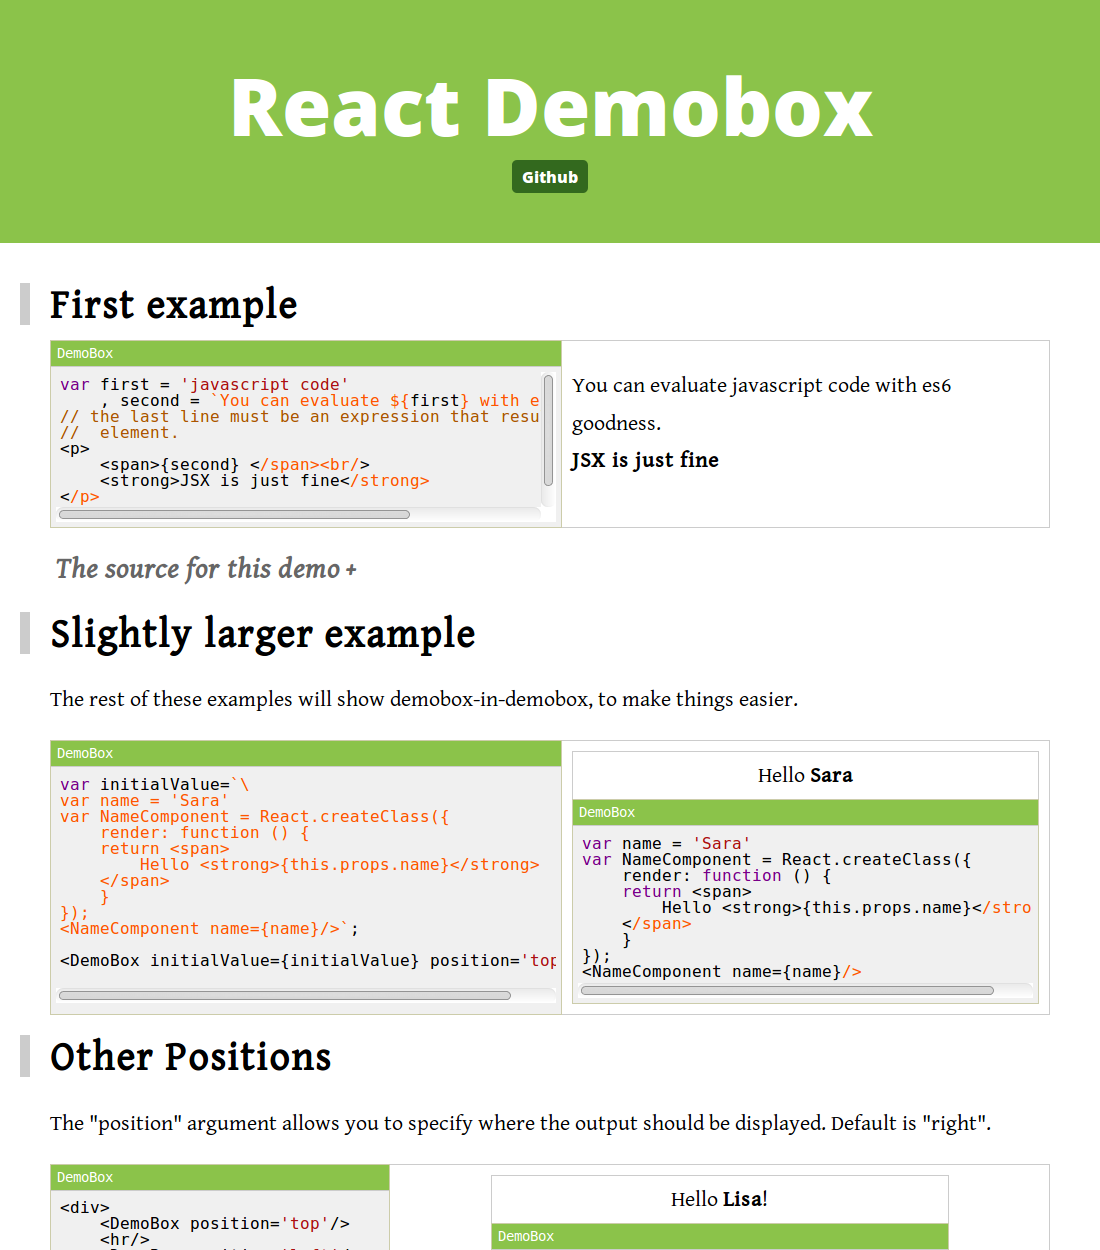 React Demobox
Github
First example
DemoBox
var first = 'javascript code'
    , second = `You can evaluate ${first} with e
// the last line must be an expression that resu
//  element.
<p>
    <span>{second} </span><br/>
    <strong>JSX is just fine</strong>
</p>
You can evaluate javascript code with es6
goodness.
JSX is just fine
The source for this demo +
Slightly larger example
The rest of these examples will show demobox-in-demobox, to make things easier.
DemoBox
var initialValue=`\
var name = 'Sara'
var NameComponent = React.createClass({
    render: function () {
    return <span>
        Hello <strong>{this.props.name}</strong>
    </span>
    }
});
<NameComponent name={name}/>`;
<DemoBox initialValue={initialValue} position='top
Hello Sara
DemoBox
var name = 'Sara'
var NameComponent = React.createClass({
    render: function () {
    return <span>
        Hello <strong>{this.props.name}</stro
    </span>
    }
});
<NameComponent name={name}/>
Other Positions
The "position" argument allows you to specify where the output should be displayed. Default is "right".
DemoBox
<div>
    <DemoBox position='top'/>
    <hr/>
Hello Lisa!
DemoBox